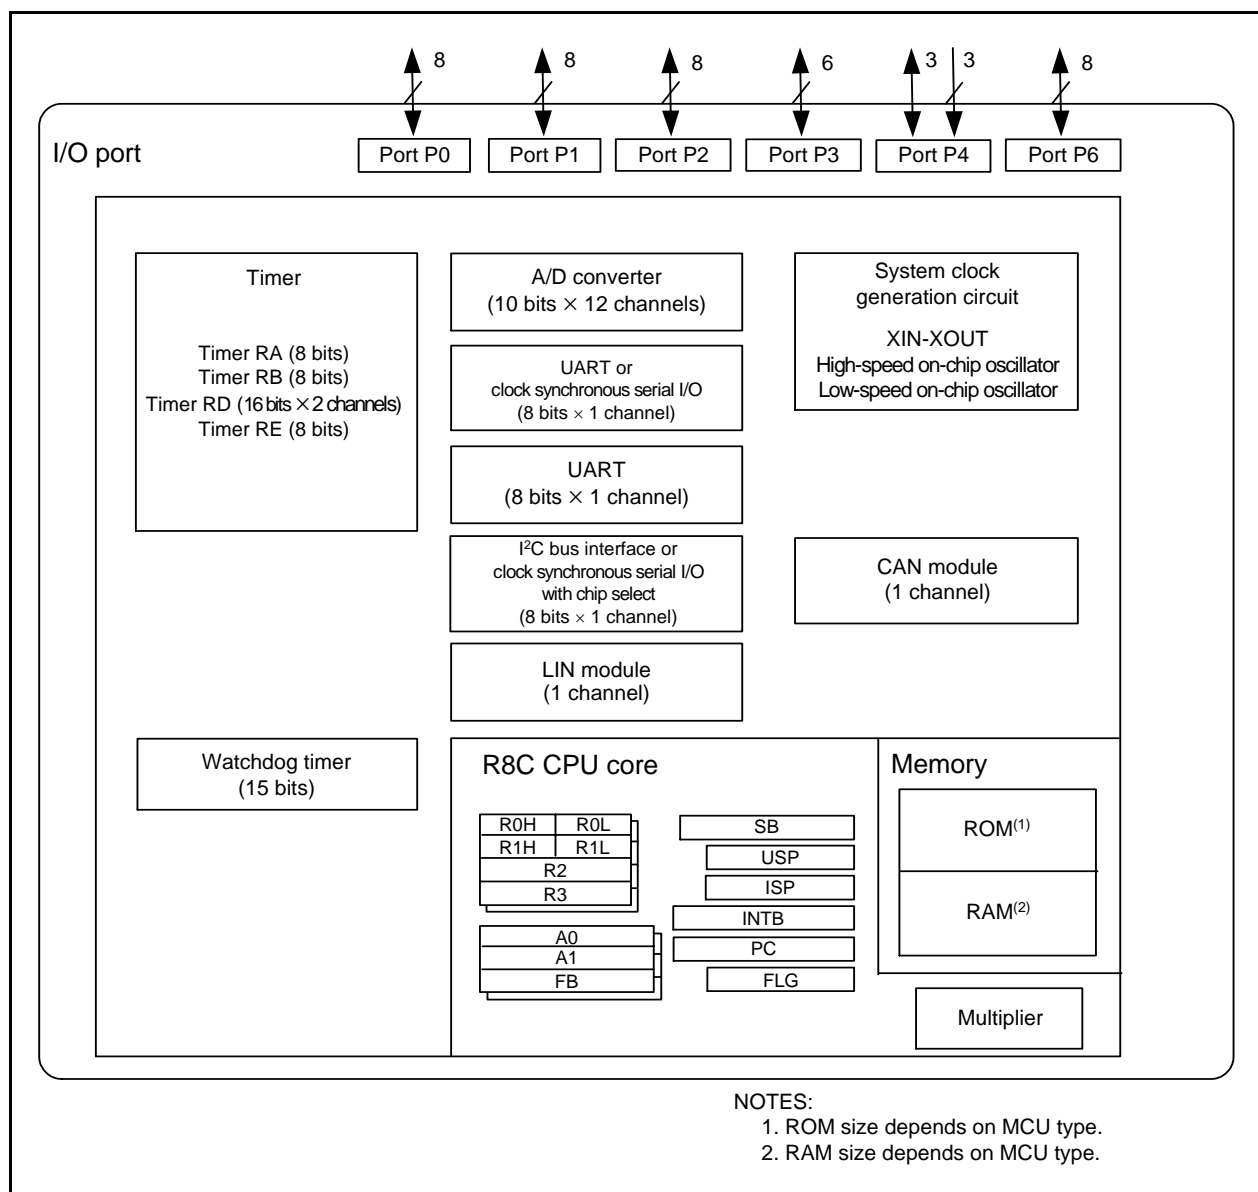 8 8 8 6 3 3 8
I/O port
Port P0 Port P1 Port P2 Port P3 Port P4 Port P6
Timer
Timer RA (8 bits)
Timer RB (8 bits)
Timer RD (16 bits × 2 channels)
Timer RE (8 bits)
A/D converter
(10 bits × 12 channels)
UART or
clock synchronous serial I/O
(8 bits × 1 channel)
UART
(8 bits × 1 channel)
I²C bus interface or
clock synchronous serial I/O
with chip select
(8 bits × 1 channel)
LIN module
(1 channel)
System clock
generation circuit
XIN-XOUT
High-speed on-chip oscillator
Low-speed on-chip oscillator
CAN module
(1 channel)
Watchdog timer
(15 bits)
R8C CPU core
R0H R0L
R1H R1L
R2
R3
A0
A1
FB
SB
USP
ISP
INTB
PC
FLG
Memory
ROM(1)
RAM(2)
Multiplier
NOTES:
1. ROM size depends on MCU type.
2. RAM size depends on MCU type.